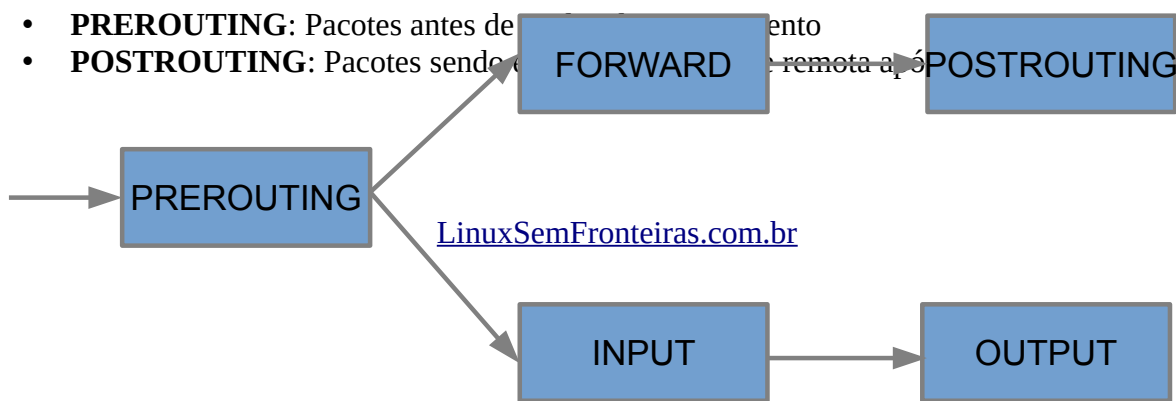 • PREROUTING: Pacotes antes de ento
• POSTROUTING: Pacotes sendo e remota apó
FORWARD
POSTROUTING
PREROUTING
LinuxSemFronteiras.com.br
INPUT
OUTPUT